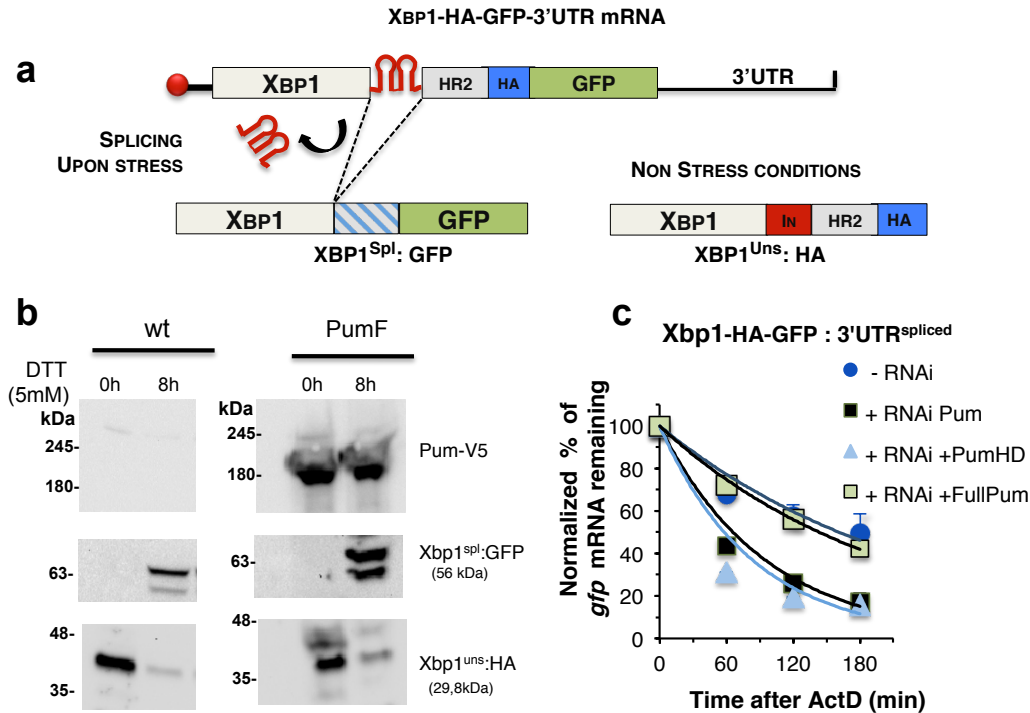 XBP1-HA-GFP-3'UTR mRNA
a
XBP1
HR2
HA
GFP
3'UTR
SPLICING
UPON STRESS
NON STRESS CONDITIONS
XBP1
GFP
XBP1
IN
HR2
HA
XBP1Spl: GFP
XBP1Uns: HA
b
wt
PumF
DTT
(5mM)
0h
8h
0h
8h
kDa
245-
180-
kDa
245-
180-
Pum-V5
63-
63-
Xbp1spl:GFP
(56 kDa)
48-
35-
48-
35-
Xbp1uns:HA
(29,8kDa)
c
Xbp1-HA-GFP : 3'UTRspliced
- RNAi
+ RNAi Pum
+ RNAi +PumHD
+ RNAi +FullPum
Normalized % of
gfp mRNA remaining
100
80
60
40
20
0
0
60
120
180
Time after ActD (min)